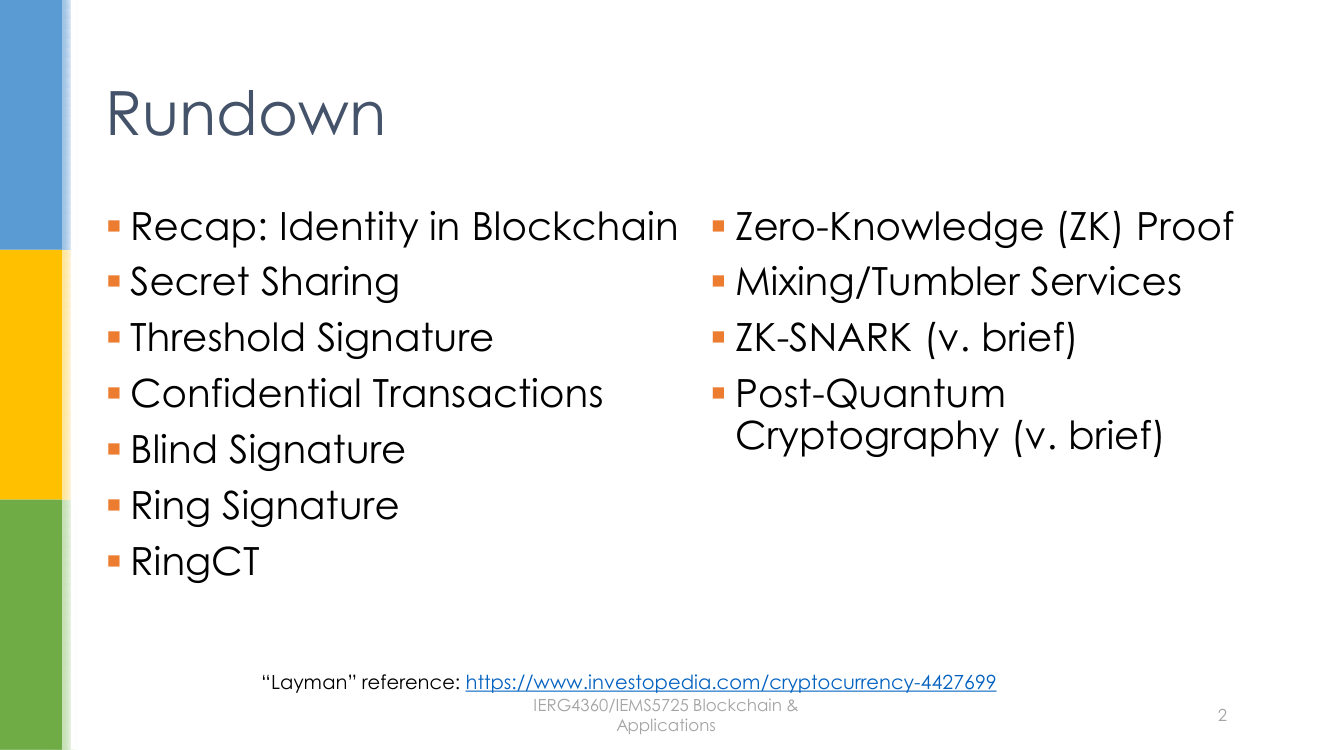 Rundown
▪ Recap: Identity in Blockchain
▪ Secret Sharing
▪ Threshold Signature
▪ Confidential Transactions
▪ Blind Signature
▪ Ring Signature
▪ RingCT
▪ Zero-Knowledge (ZK) Proof
▪ Mixing/Tumbler Services
▪ ZK-SNARK (v. brief)
▪ Post-Quantum
Cryptography (v. brief)
“Layman” reference: https://www.investopedia.com/cryptocurrency-4427699
IERG4360/IEMS5725 Blockchain &
Applications
2